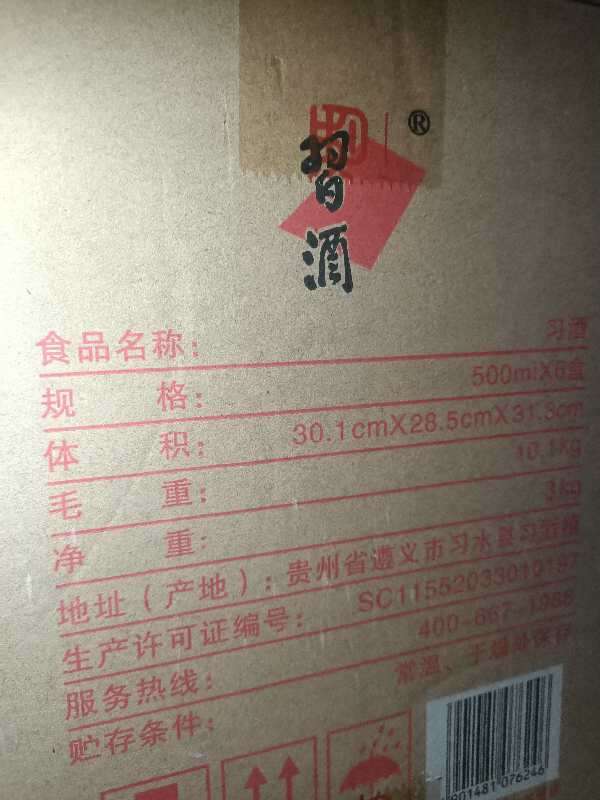 ®
習酒
食品名称： 习酒
规 格： 500mlX6盒
体 积： 30.1cmX28.5cmX31.3cm
毛 重： 10.1kg
净 重： 3kg
地址（产地）：贵州省遵义市习水县习酒镇
生产许可证编号： SC11552033010197
服务热线： 400-667-1988
贮存条件： 常温、干燥处保存
901481 076246